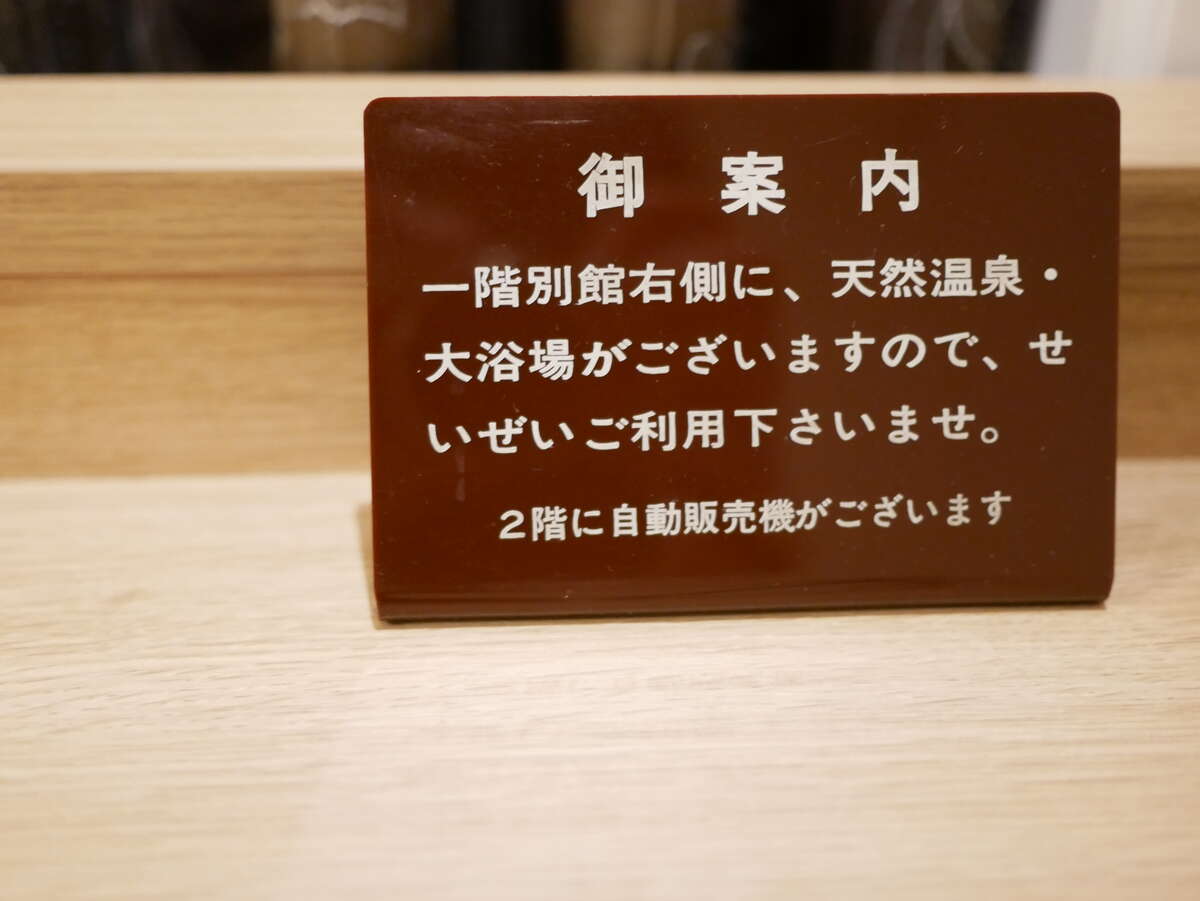 御案内
一階別館右側に、天然温泉・
大浴場がございますので、せ
いぜいご利用下さいませ。
2階に自動販売機がございます